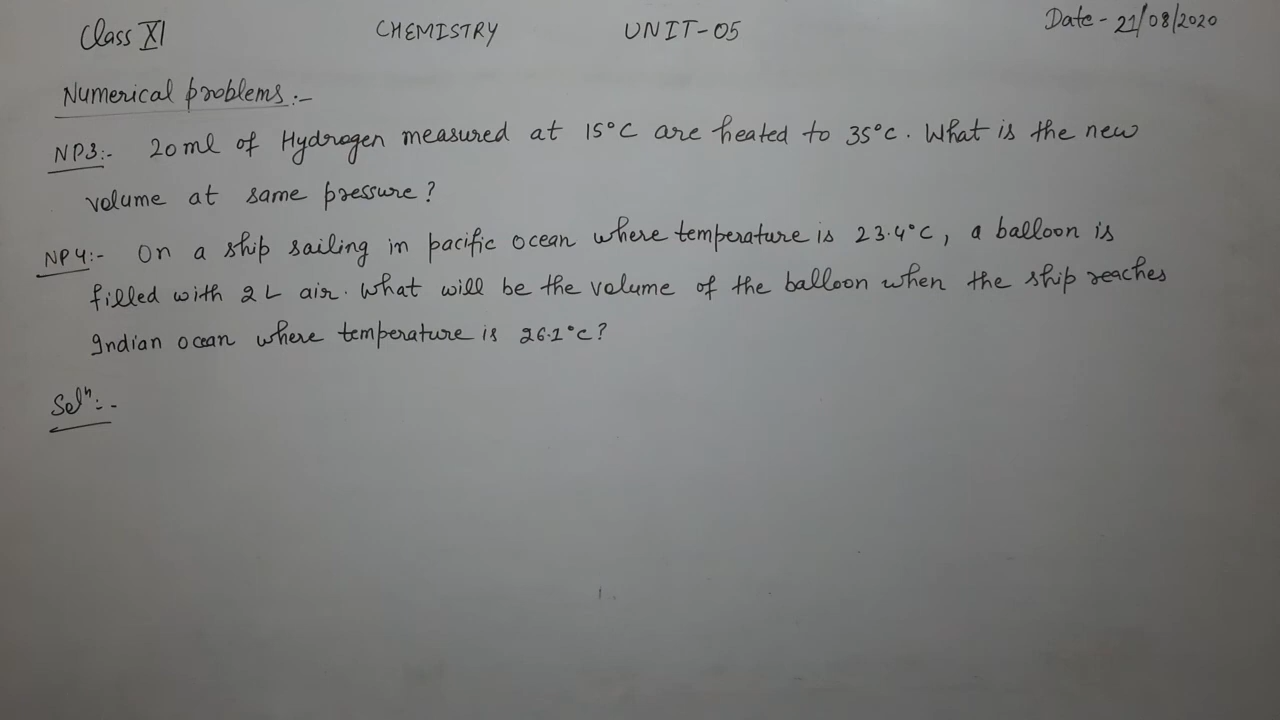 Class XI CHEMISTRY UNIT-05 Date - 21/08/2020
Numerical problems :-
NP3:- 20ml of Hydrogen measured at 15°C are heated to 35°C. What is the new
volume at same pressure?
NP4:- On a ship sailing in pacific ocean where temperature is 23.4°C, a balloon is
filled with 2L air. What will be the volume of the balloon when the ship reaches
Indian ocean where temperature is 26.1°C?
Solⁿ:-